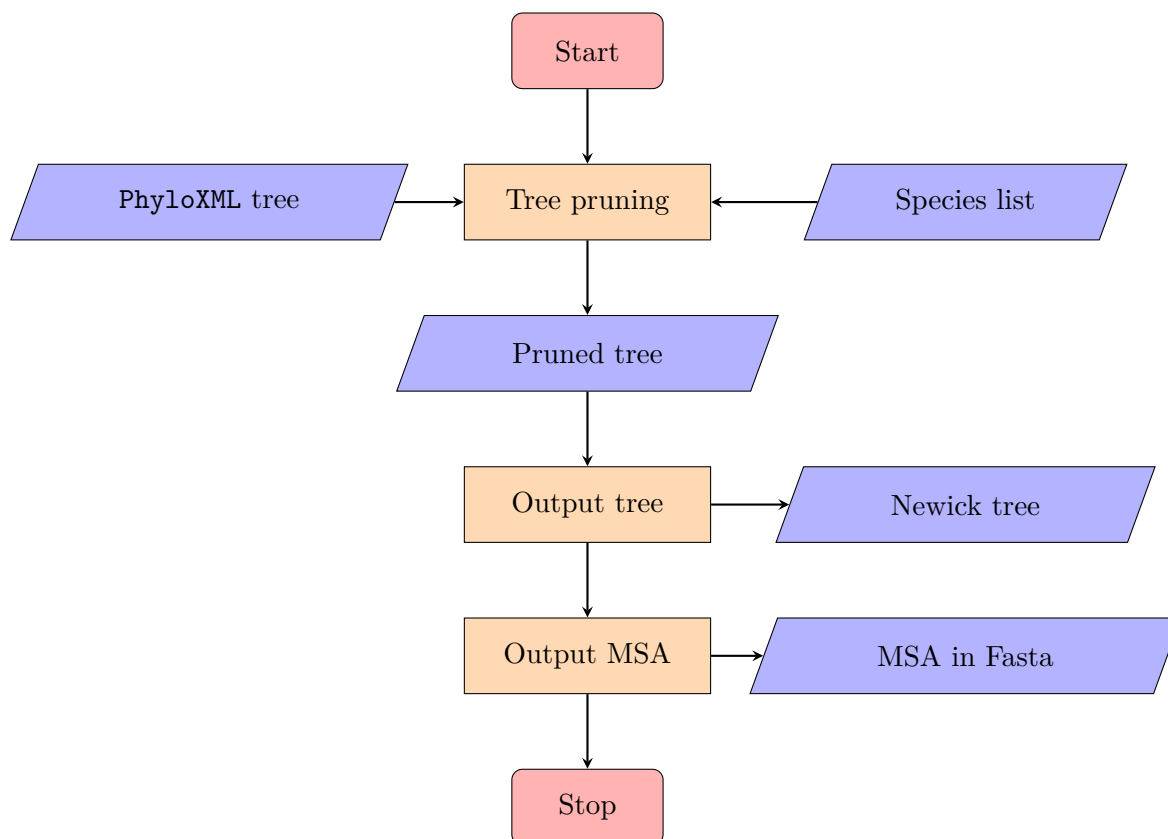 Start
PhyloXML tree
Tree pruning
Species list
Pruned tree
Output tree
Newick tree
Output MSA
MSA in Fasta
Stop